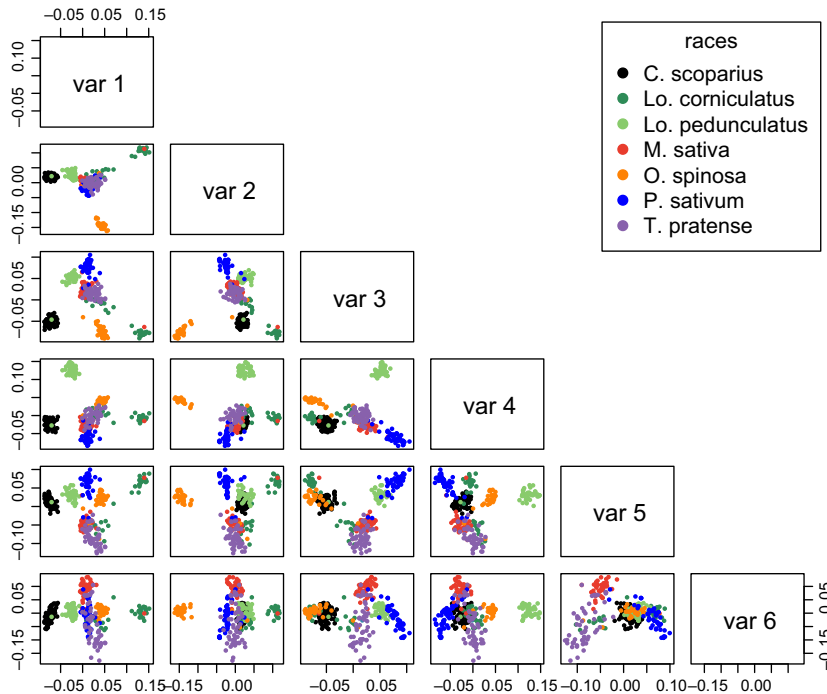 −0.05 0.05 0.15
−0.05 0.10
var 1
races
C. scoparius
Lo. corniculatus
Lo. pedunculatus
M. sativa
O. spinosa
P. sativum
T. pratense
−0.15 0.00
var 2
−0.05 0.05
var 3
−0.05 0.10
var 4
−0.10 0.05
var 5
−0.15 0.05
var 6
−0.15 0.05
−0.05 0.05 0.15
−0.15 0.00
−0.05 0.05
−0.05 0.05 0.15
−0.10 0.00 0.10
−0.15 0.00